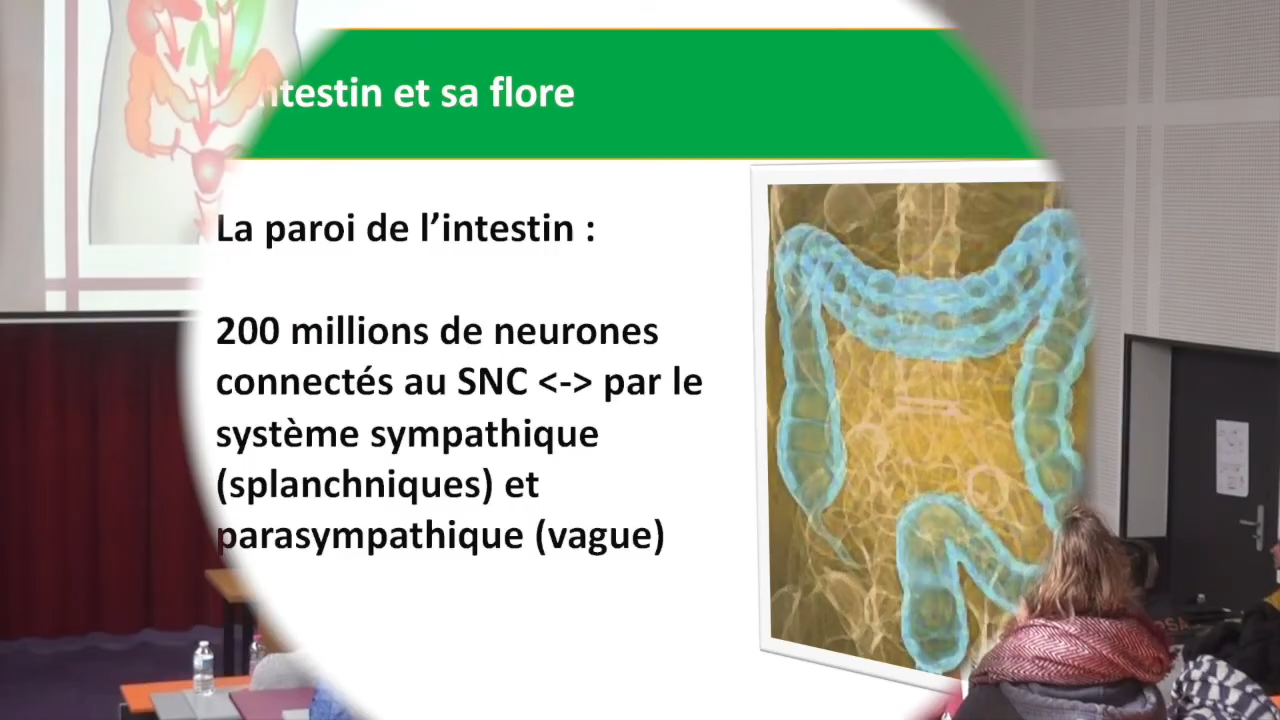 ntestin et sa flore
La paroi de l’intestin :
200 millions de neurones
connectés au SNC <-> par le
système sympathique
(splanchniques) et
parasympathique (vague)
PSA